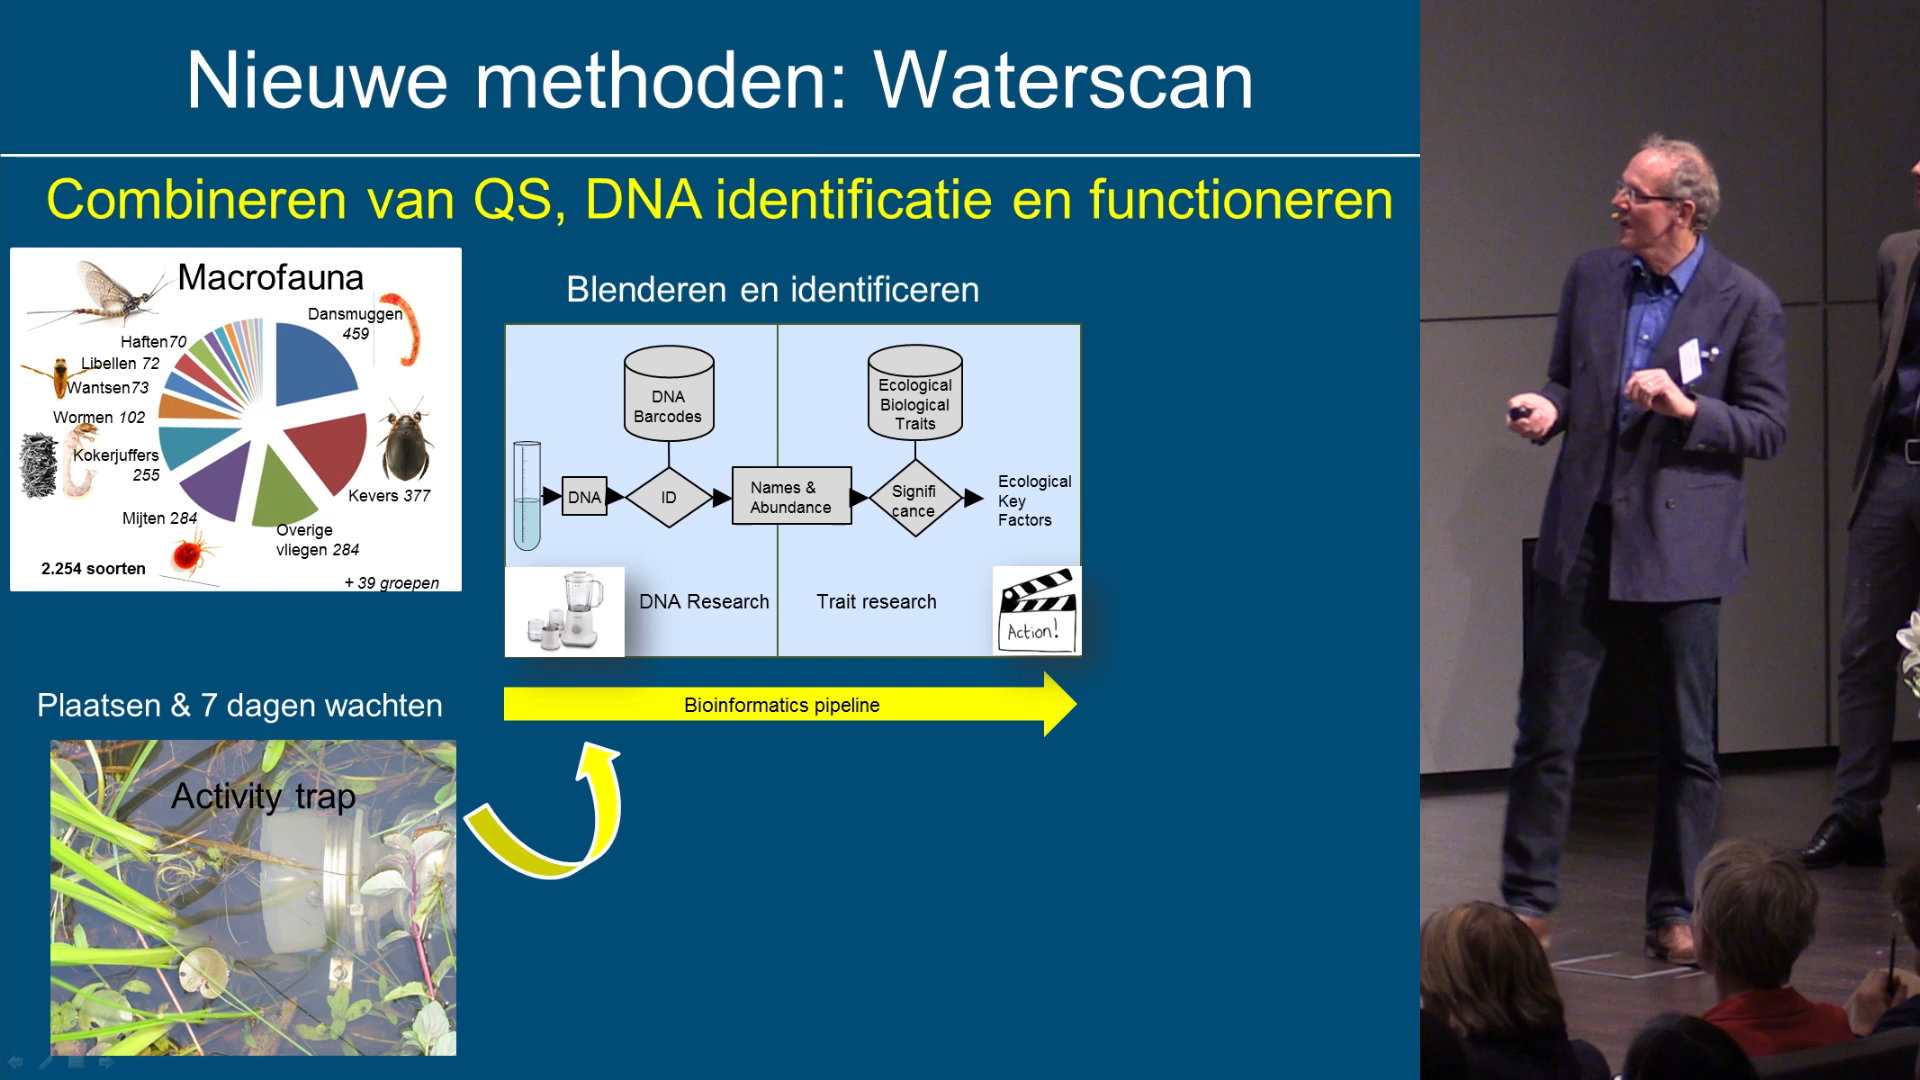 Nieuwe methoden: Waterscan
Combineren van QS, DNA identificatie en functioneren
Macrofauna
Dansmuggen
459
Haften70
Libellen 72
Wantsen73
Wormen 102
Kokerjuffers
255
Kevers 377
Mijten 284
Overige
vliegen 284
2.254 soorten
+ 39 groepen
Blenderen en identificeren
DNA
Barcodes
Ecological
Biological
Traits
DNA
ID
Names &
Abundance
Signifi
cance
Ecological
Key
Factors
DNA Research
Trait research
Action!
Bioinformatics pipeline
Plaatsen & 7 dagen wachten
Activity trap